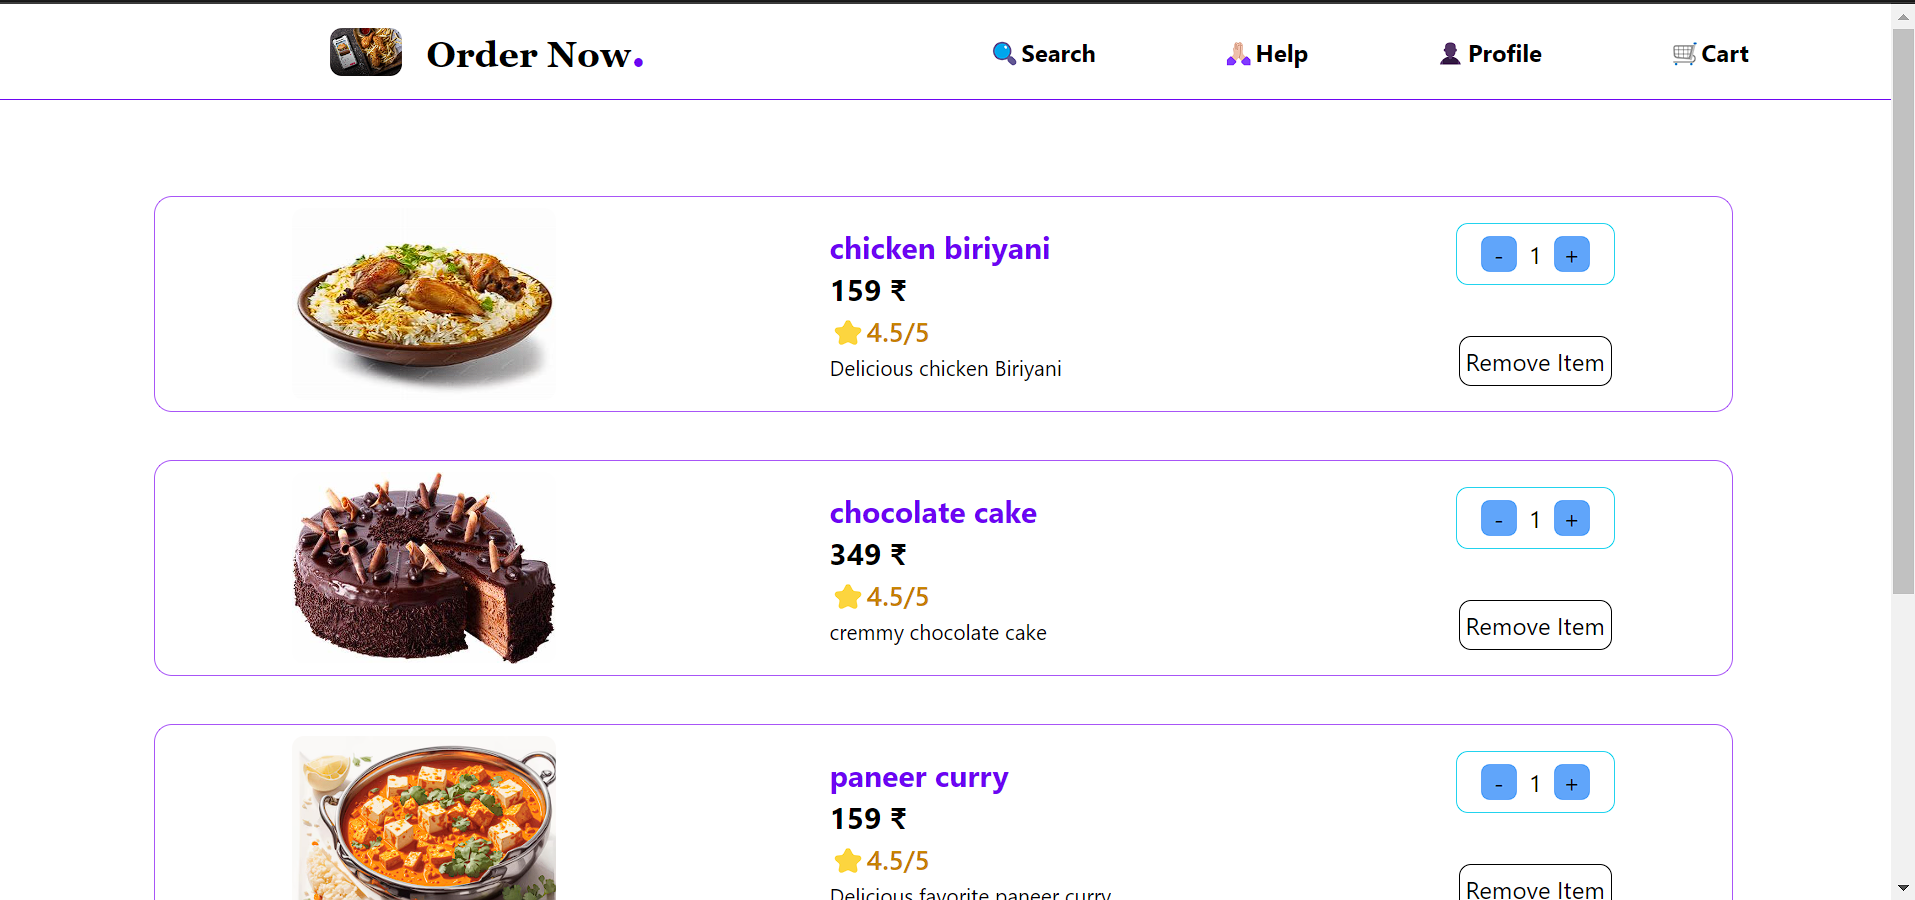 Order Now.
🔍Search
🙏🏻Help
👤Profile
🛒Cart
chicken biriyani
159 ₹
⭐4.5/5
Delicious chicken Biriyani
- 1 +
Remove Item
chocolate cake
349 ₹
⭐4.5/5
cremmy chocolate cake
- 1 +
Remove Item
paneer curry
159 ₹
⭐4.5/5
Delicious favorite paneer curry
- 1 +
Remove Item